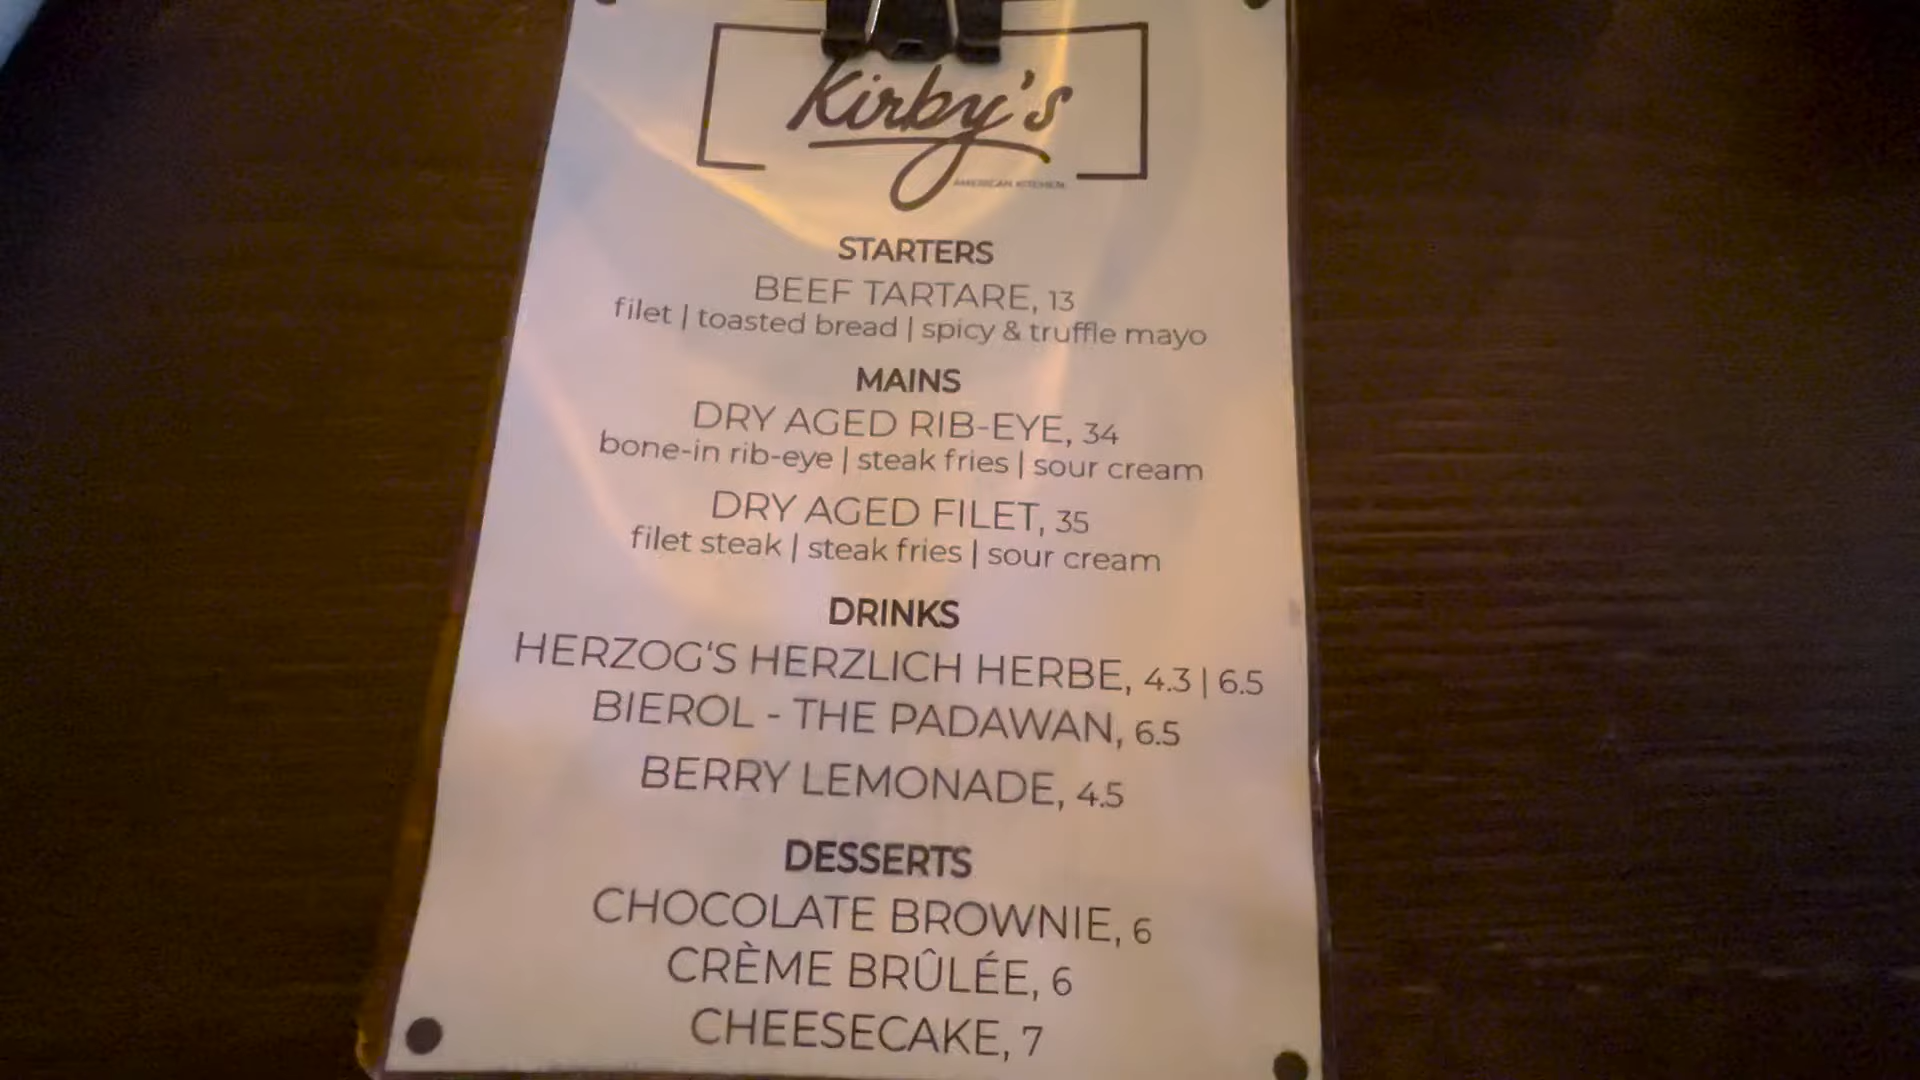 Kirby's
AMERICAN KITCHEN
STARTERS
BEEF TARTARE, 13
filet | toasted bread | spicy & truffle mayo
MAINS
DRY AGED RIB-EYE, 34
bone-in rib-eye | steak fries | sour cream
DRY AGED FILET, 35
filet steak | steak fries | sour cream
DRINKS
HERZOG'S HERZLICH HERBE, 4.3 | 6.5
BIEROL - THE PADAWAN, 6.5
BERRY LEMONADE, 4.5
DESSERTS
CHOCOLATE BROWNIE, 6
CRÈME BRÛLÉE, 6
CHEESECAKE, 7